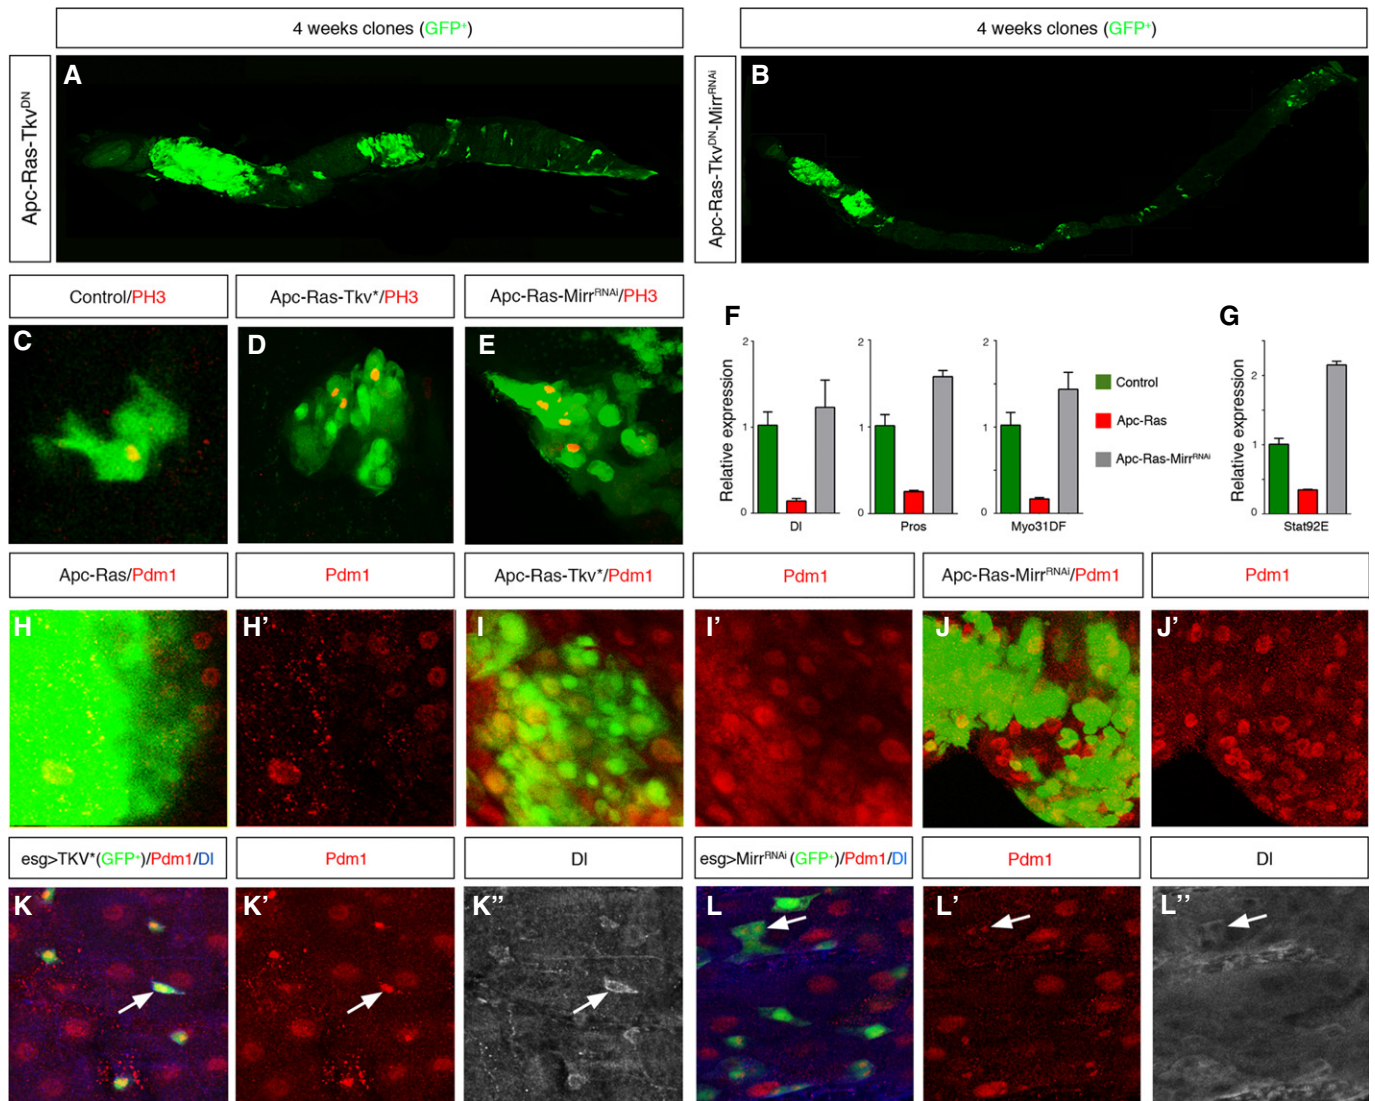 4 weeks clones (GFP⁺)
4 weeks clones (GFP⁺)
Apc-Ras-Tkvᴰᴺ
A
Apc-Ras-Tkvᴰᴺ-Mirrᴿᴺᴬⁱ
B
Control/PH3
Apc-Ras-Tkv*/PH3
Apc-Ras-Mirrᴿᴺᴬⁱ/PH3
C
D
E
F
Relative expression
2
1
0
Dl
2
1
0
Pros
2
1
0
Myo31DF
Control
Apc-Ras
Apc-Ras-Mirrᴿᴺᴬⁱ
G
Relative expression
2
1
0
Stat92E
Apc-Ras/Pdm1
Pdm1
Apc-Ras-Tkv*/Pdm1
Pdm1
Apc-Ras-Mirrᴿᴺᴬⁱ/Pdm1
Pdm1
H
H’
I
I’
J
J’
esg>TKV*(GFP⁺)/Pdm1/Dl
Pdm1
Dl
esg>Mirrᴿᴺᴬⁱ (GFP⁺)/Pdm1/Dl
Pdm1
Dl
K
K’
K’’
L
L’
L’’